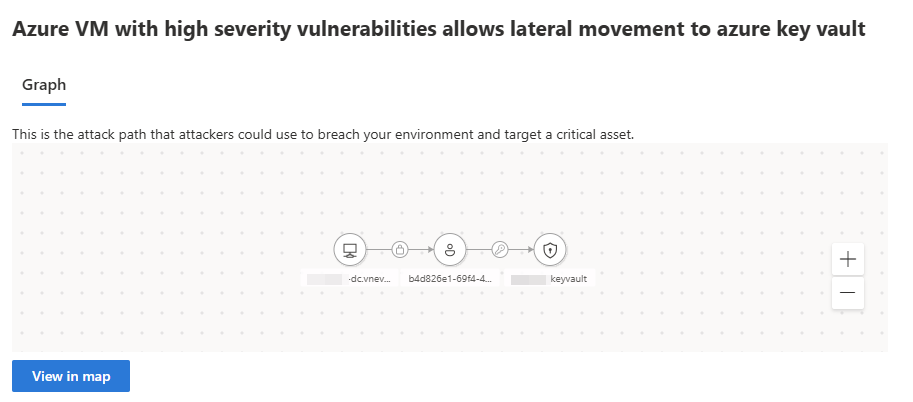 Azure VM with high severity vulnerabilities allows lateral movement to azure key vault
Graph
This is the attack path that attackers could use to breach your environment and target a critical asset.
-dc.vnev... b4d826e1-69f4-4... keyvault
View in map